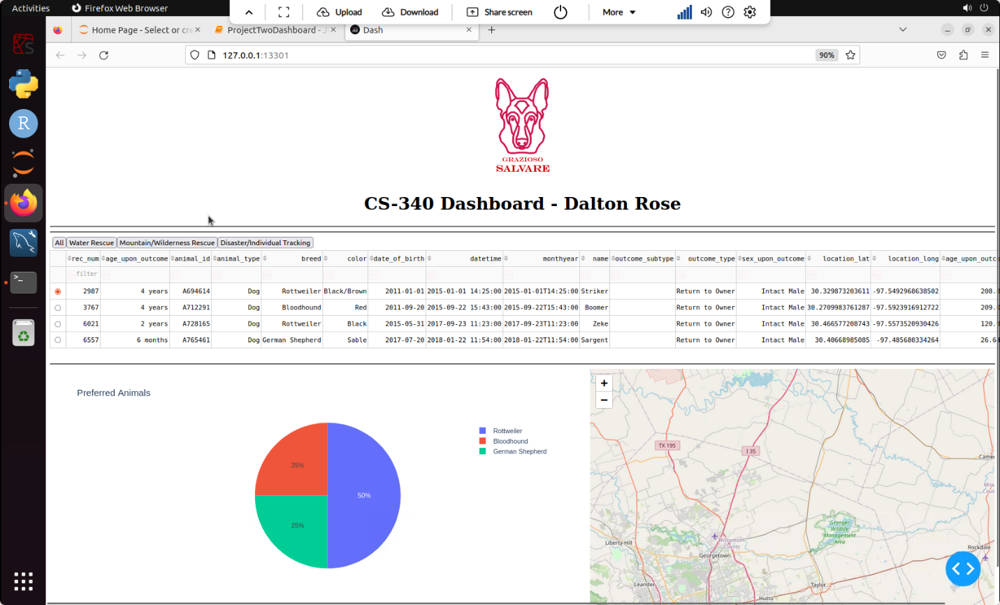 Activities Firefox Web Browser
Upload Download Share screen More
Home Page - Select or cre ProjectTwoDashboard - J Dash
127.0.0.1:13301 90%
GRAZIOSO
SALVARE
CS-340 Dashboard - Dalton Rose
All Water Rescue Mountain/Wilderness Rescue Disaster/Individual Tracking
rec_num age_upon_outcome animal_id animal_type breed color date_of_birth datetime monthyear name outcome_subtype outcome_type sex_upon_outcome location_lat location_long age_upon_outco
filter
2987 4 years A694614 Dog Rottweiler Black/Brown 2011-01-01 2015-01-01 14:25:00 2015-01-01T14:25:00 Striker Return to Owner Intact Male 30.329873203611 -97.5492968638502 208.
3767 4 years A712291 Dog Bloodhound Red 2011-09-20 2015-09-22 15:43:00 2015-09-22T15:43:00 Boomer Return to Owner Intact Male 30.2709983761287 -97.5923916912722 209.
6021 2 years A728165 Dog Rottweiler Black 2015-05-31 2017-09-23 11:23:00 2017-09-23T11:23:00 Zeke Return to Owner Intact Male 30.466577208743 -97.5573520930426 120.
6557 6 months A765461 Dog German Shepherd Sable 2017-07-20 2018-01-22 11:54:00 2018-01-22T11:54:00 Sargent Return to Owner Intact Male 30.40668985085 -97.485680334264 26.6
Preferred Animals
Rottweiler
Bloodhound
German Shepherd
25%
50%
25%
+
−
TX 195
I 35
Came
Mila
Coun
Granger
Wildlife
Management
Area
Liberty Hill
Williamson
County
Georgetown
Rockdale
Leander
Taylor
Hutto